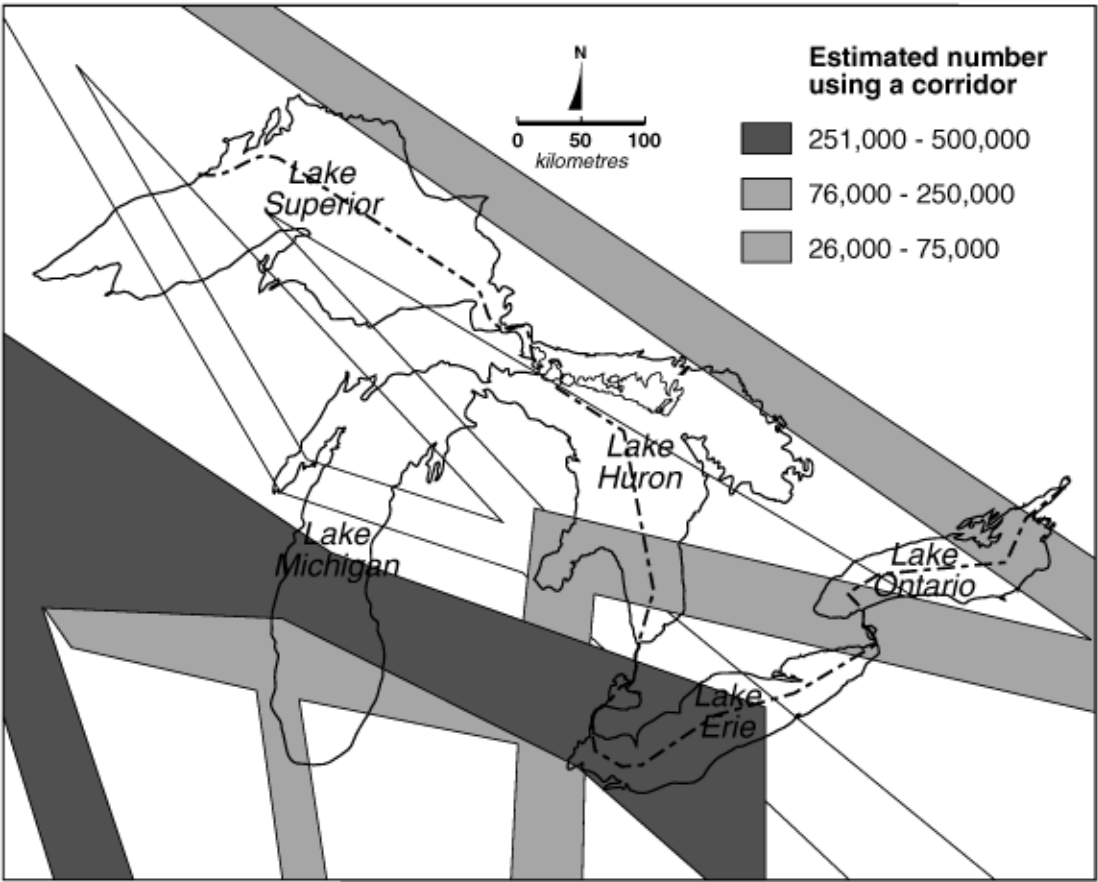 N
0 50 100
kilometres
Estimated number
using a corridor
251,000 - 500,000
76,000 - 250,000
26,000 - 75,000
Lake
Superior
Lake
Huron
Lake
Michigan
Lake
Ontario
Lake
Erie